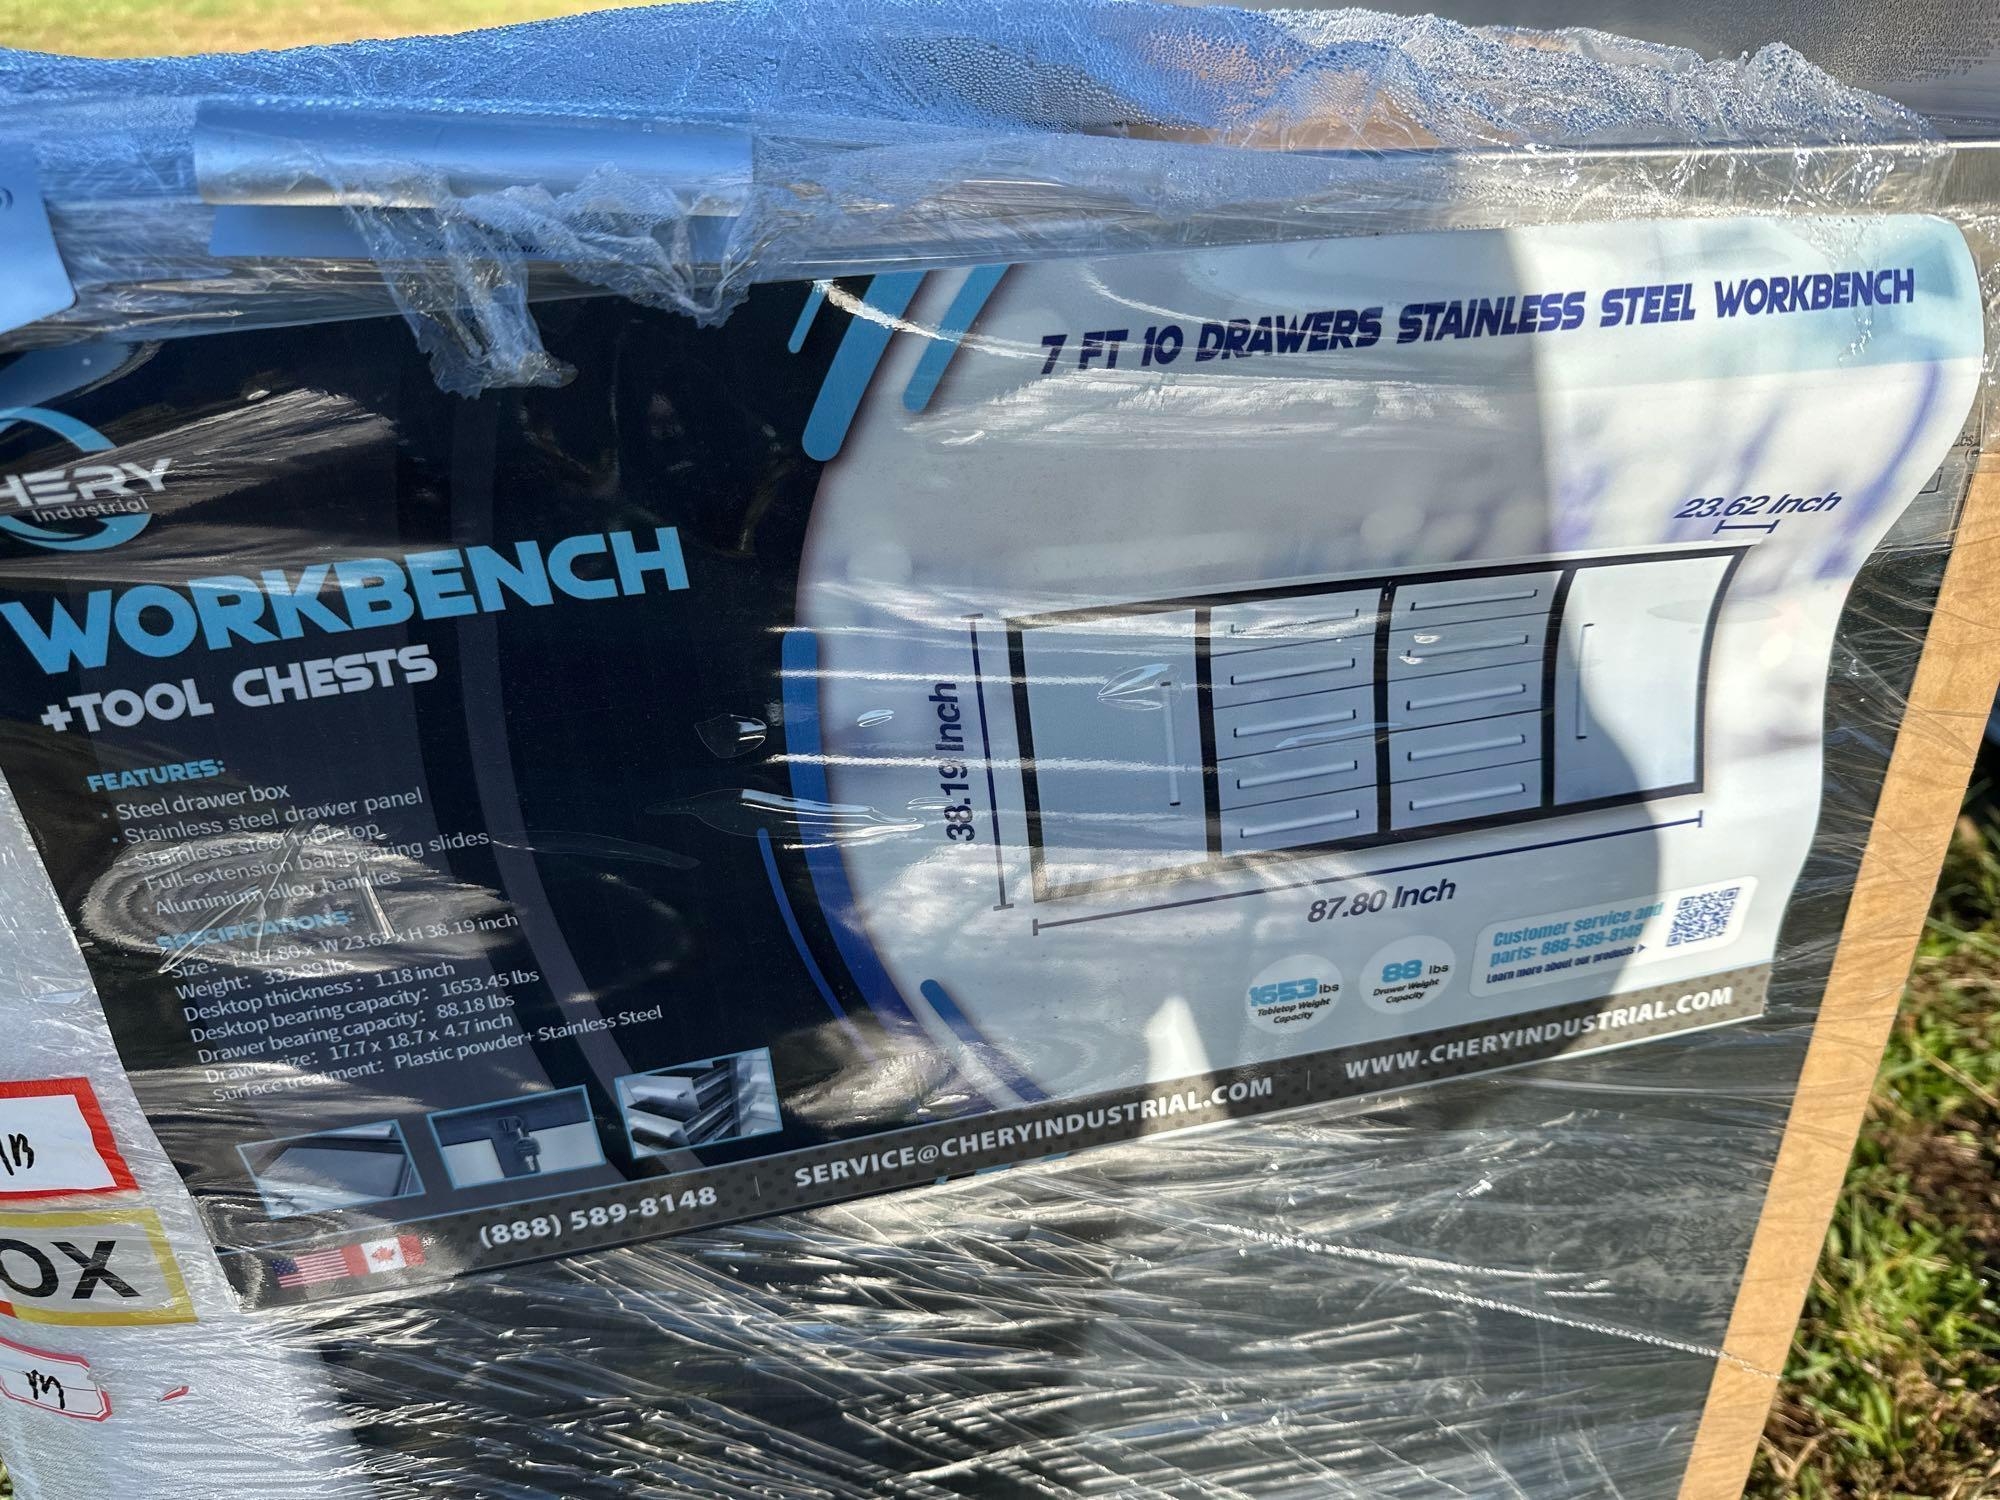 7 FT 10 DRAWERS STAINLESS STEEL WORKBENCH
HERY
Industrial
WORKBENCH
+TOOL CHESTS
FEATURES:
· Steel drawer box
· Stainless steel drawer panel
Stainless steel tabletop
Full-extension ball bearing slides
· Aluminium alloy handles
SPECIFICATIONS:
Size: L 87.80 x W 23.62 x H 38.19 inch
Weight: 332.89 lbs
Desktop thickness: 1.18 inch
Desktop bearing capacity: 1653.45 lbs
Drawer bearing capacity: 88.18 lbs
Drawer size: 17.7 x 18.7 x 4.7 inch
Surface treatment: Plastic powder+ Stainless Steel
23.62 Inch
38.19 Inch
87.80 Inch
1653 lbs
Tabletop Weight
Capacity
88 lbs
Drawer Weight
Capacity
Customer service and
parts: 888-589-8148
Learn more about our products
(888) 589-8148 | SERVICE@CHERYINDUSTRIAL.COM | WWW.CHERYINDUSTRIAL.COM
OX